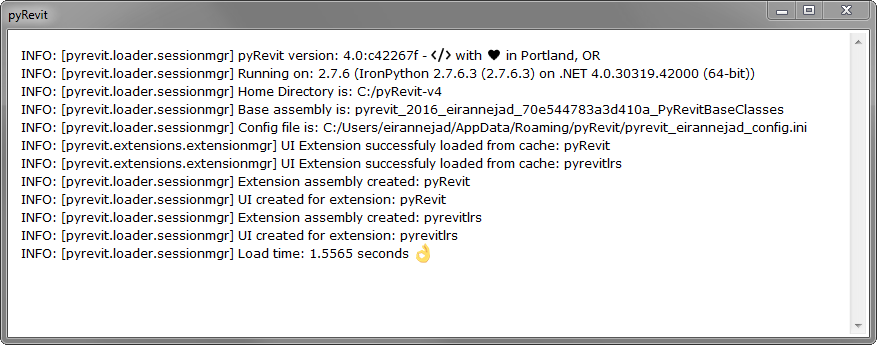 pyRevit
INFO: [pyrevit.loader.sessionmgr] pyRevit version: 4.0:c42267f - </> with ♥ in Portland, OR
INFO: [pyrevit.loader.sessionmgr] Running on: 2.7.6 (IronPython 2.7.6.3 (2.7.6.3) on .NET 4.0.30319.42000 (64-bit))
INFO: [pyrevit.loader.sessionmgr] Home Directory is: C:/pyRevit-v4
INFO: [pyrevit.loader.sessionmgr] Base assembly is: pyrevit_2016_eirannejad_70e544783a3d410a_PyRevitBaseClasses
INFO: [pyrevit.loader.sessionmgr] Config file is: C:/Users/eirannejad/AppData/Roaming/pyRevit/pyrevit_eirannejad_config.ini
INFO: [pyrevit.extensions.extensionmgr] UI Extension successfuly loaded from cache: pyRevit
INFO: [pyrevit.extensions.extensionmgr] UI Extension successfuly loaded from cache: pyrevitlrs
INFO: [pyrevit.loader.sessionmgr] Extension assembly created: pyRevit
INFO: [pyrevit.loader.sessionmgr] UI created for extension: pyRevit
INFO: [pyrevit.loader.sessionmgr] Extension assembly created: pyrevitlrs
INFO: [pyrevit.loader.sessionmgr] UI created for extension: pyrevitlrs
INFO: [pyrevit.loader.sessionmgr] Load time: 1.5565 seconds 👌